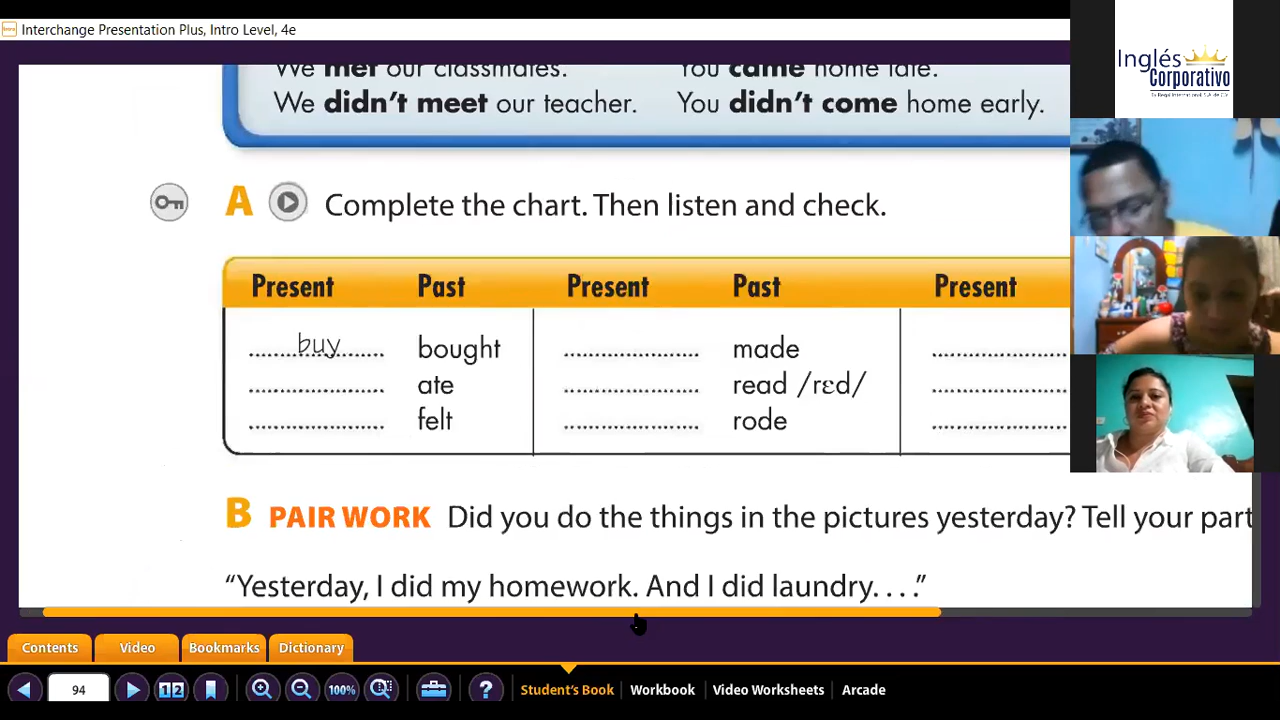 Interchange Presentation Plus, Intro Level, 4e
Inglés
Corporativo
We met our classmates. You came home late.
We didn't meet our teacher. You didn't come home early.
A Complete the chart. Then listen and check.
Present Past Present Past Present
buy bought made
ate read /rɛd/
felt rode
B PAIR WORK Did you do the things in the pictures yesterday? Tell your part
"Yesterday, I did my homework. And I did laundry. . . ."
Contents Video Bookmarks Dictionary
94 1 2 100% ? Student's Book Workbook Video Worksheets Arcade